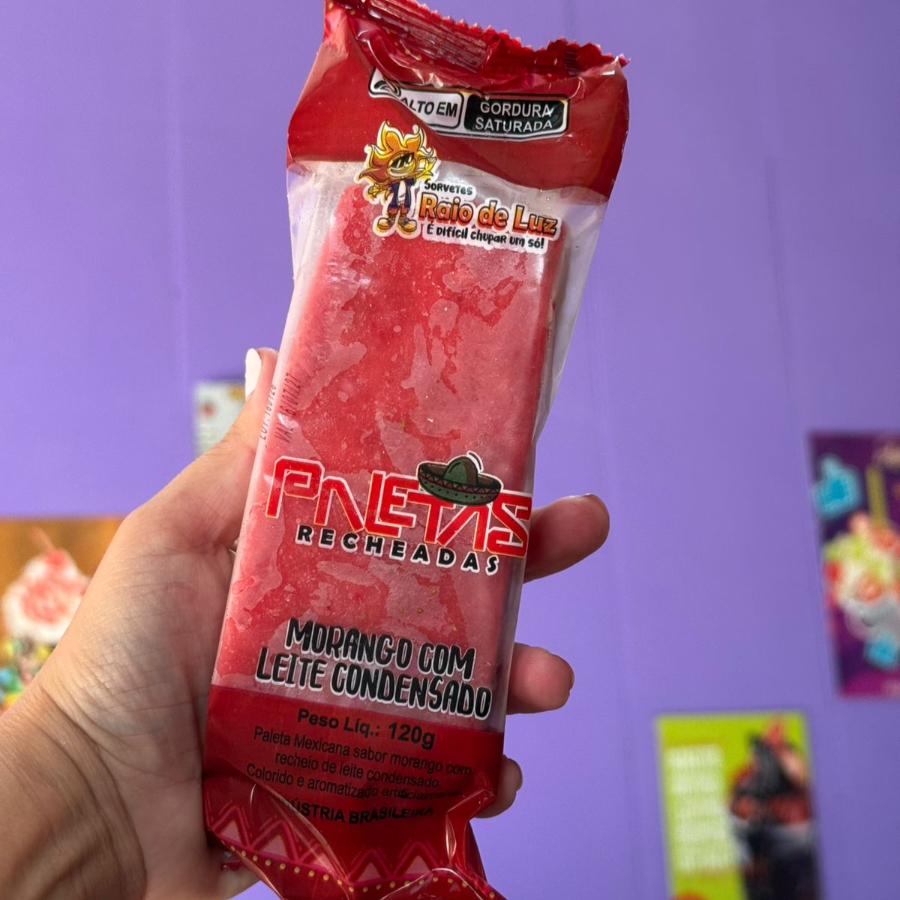 ALTO EM
GORDURA
SATURADA
SORVETES
Raio de Luz
É DIFÍCIL CHUPAR UM SÓ!
PALETAS
RECHEADAS
MORANGO COM
LEITE CONDENSADO
Peso Líq.: 120g
Paleta Mexicana sabor morango com
recheio de leite condensado
Colorido e aromatizado artificialmente
INDÚSTRIA BRASILEIRA